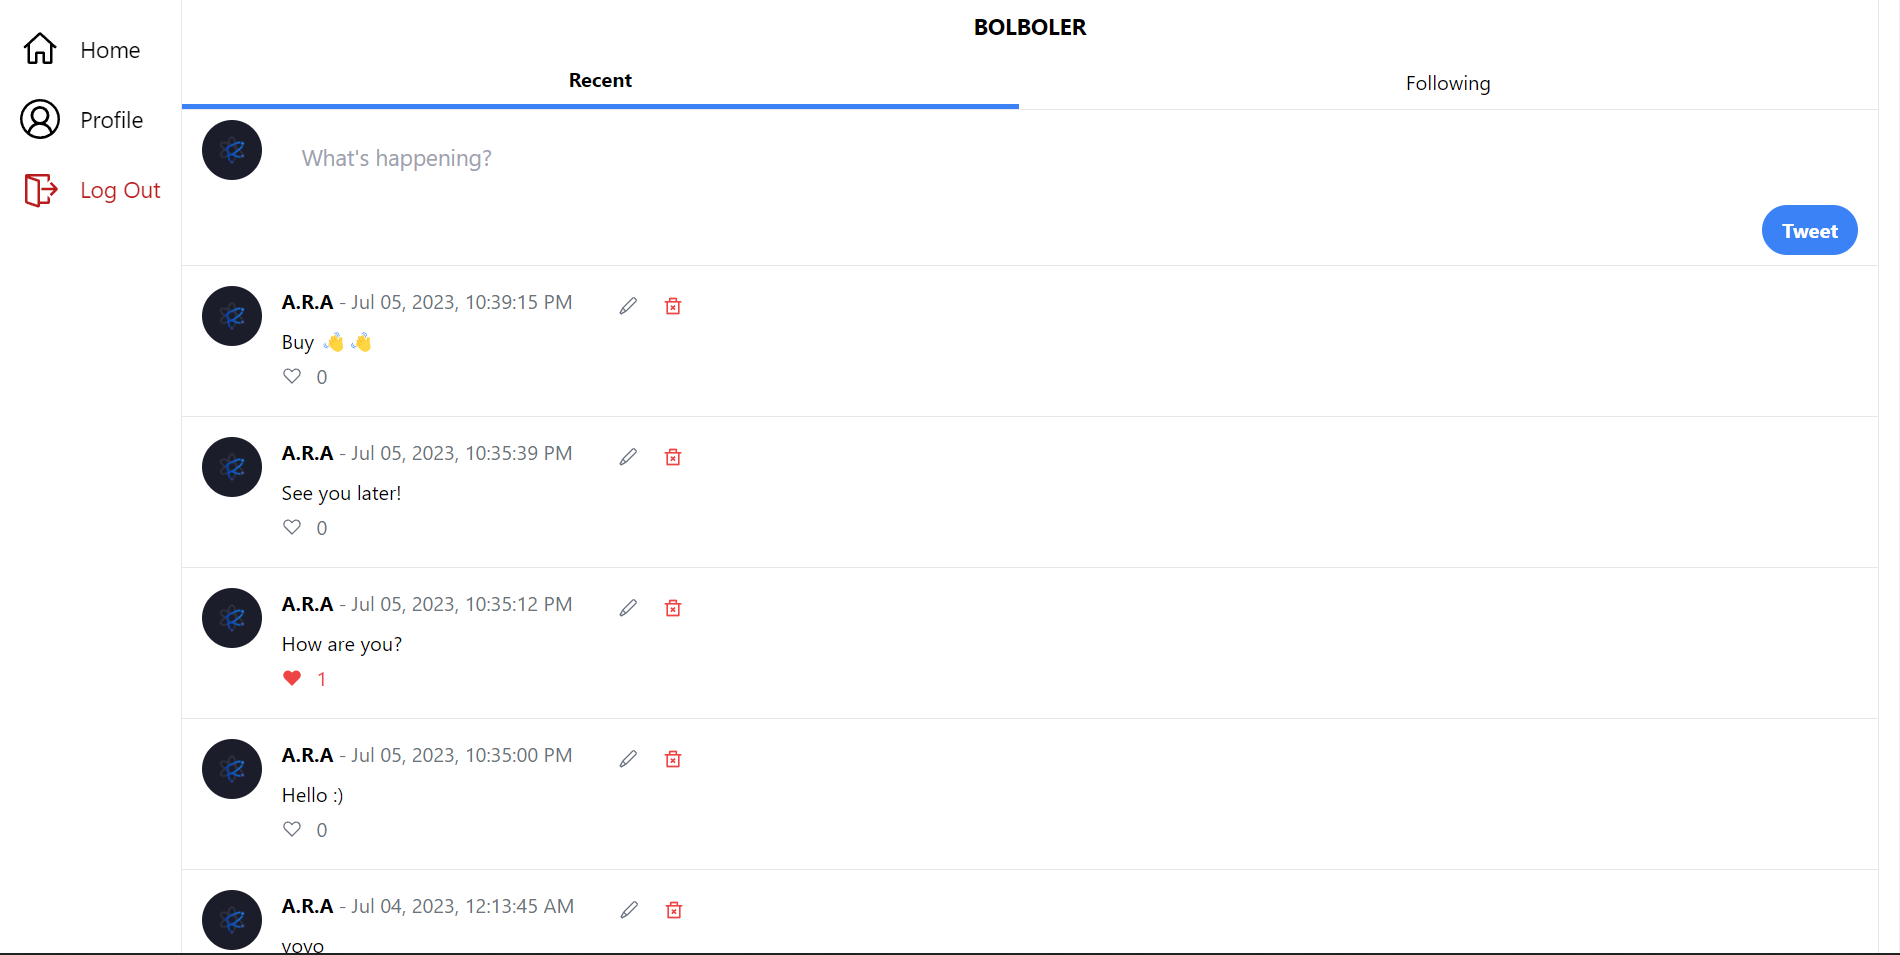 Home
Profile
Log Out
BOLBOLER
Recent
Following
What's happening?
Tweet
A.R.A - Jul 05, 2023, 10:39:15 PM
Buy 👋 👋
0
A.R.A - Jul 05, 2023, 10:35:39 PM
See you later!
0
A.R.A - Jul 05, 2023, 10:35:12 PM
How are you?
1
A.R.A - Jul 05, 2023, 10:35:00 PM
Hello :)
0
A.R.A - Jul 04, 2023, 12:13:45 AM